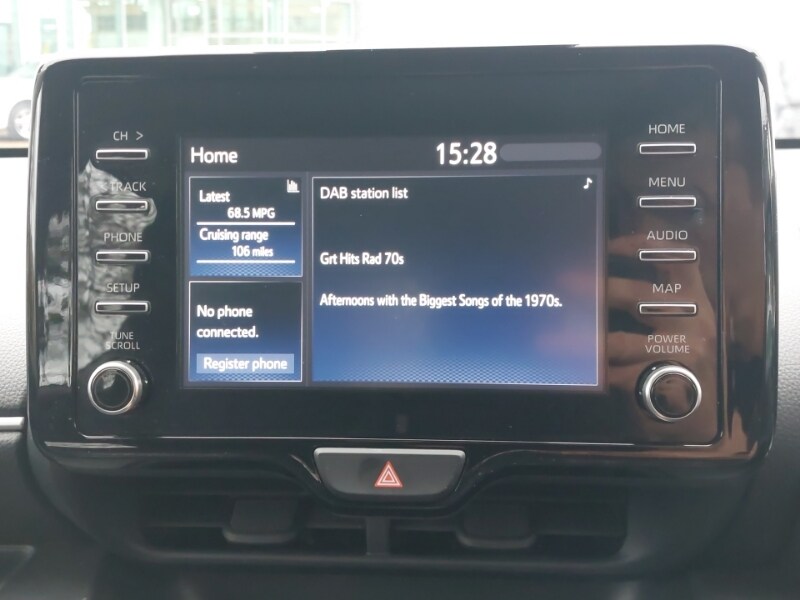 CH >
TRACK
PHONE
SETUP
TUNE
SCROLL
Home
15:28
Latest
68.5 MPG
Cruising range
106 miles
No phone
connected.
Register phone
DAB station list
Grt Hits Rad 70s
Afternoons with the Biggest Songs of the 1970s.
HOME
MENU
AUDIO
MAP
POWER
VOLUME